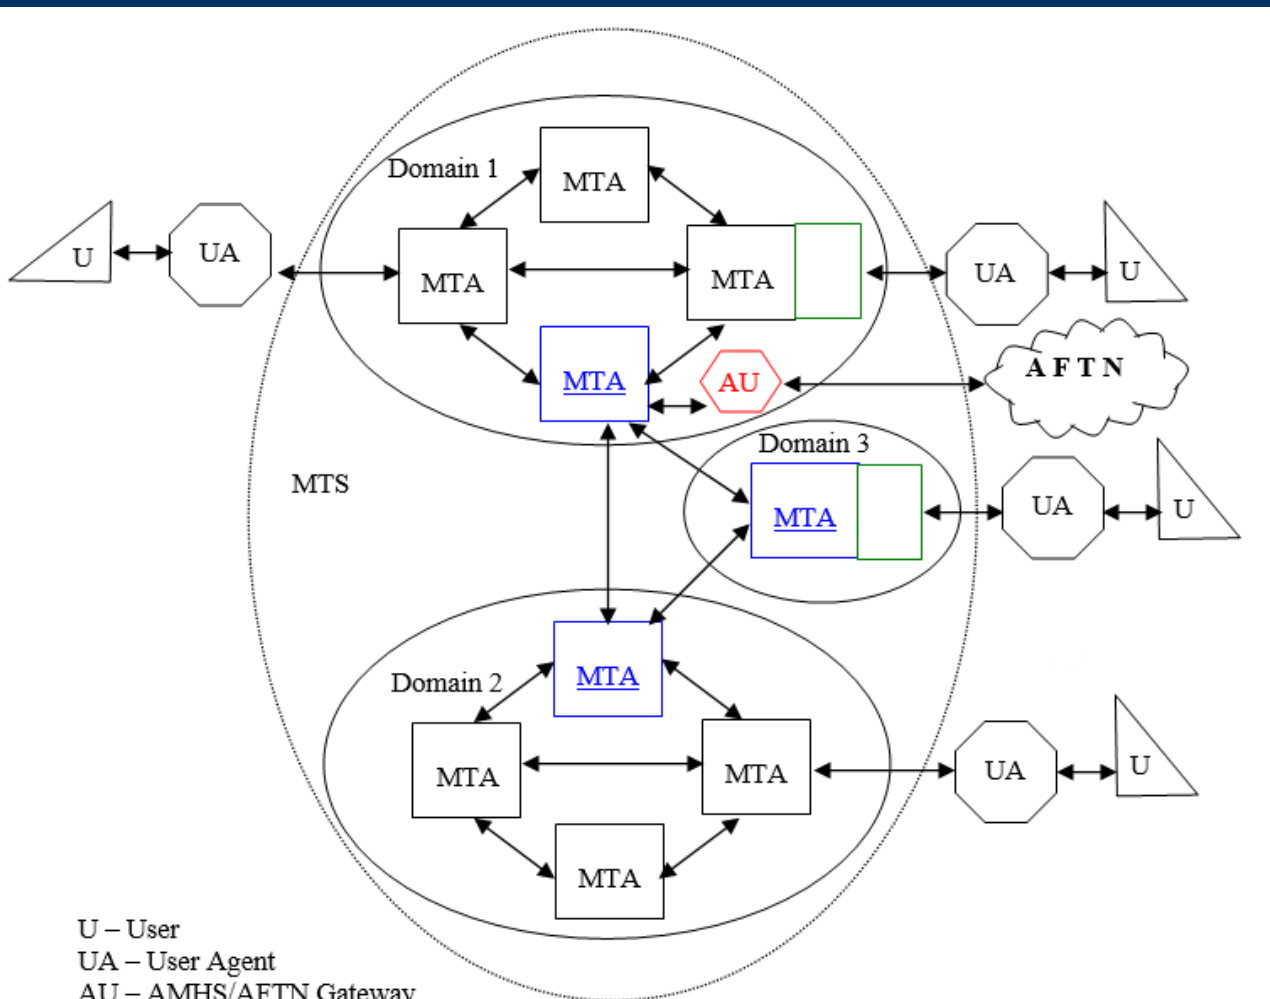 Domain 1
MTA
U
UA
MTA
MTA
UA
U
MTA
AU
A F T N
Domain 3
MTS
MTA
UA
U
MTA
Domain 2
MTA
MTA
UA
U
MTA
U – User
UA – User Agent
AU – AMHS/AFTN Gateway